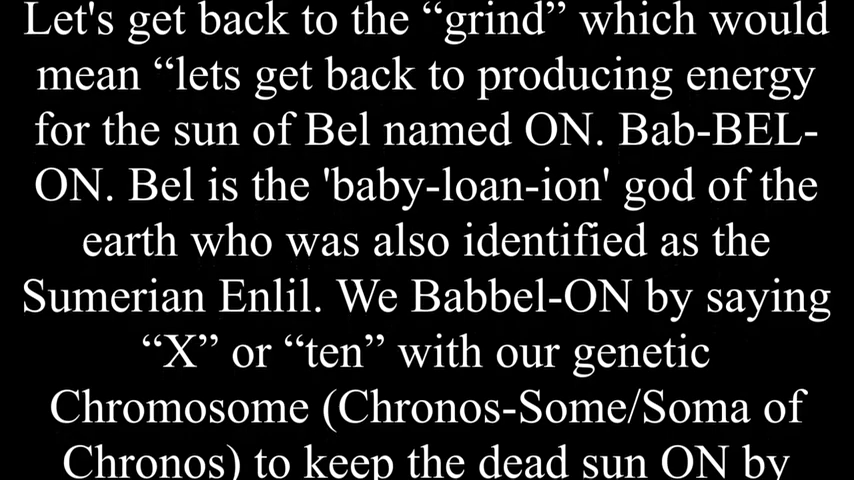 Let's get back to the “grind” which would
mean “lets get back to producing energy
for the sun of Bel named ON. Bab-BEL-
ON. Bel is the 'baby-loan-ion' god of the
earth who was also identified as the
Sumerian Enlil. We Babbel-ON by saying
“X” or “ten” with our genetic
Chromosome (Chronos-Some/Soma of
Chronos) to keep the dead sun ON by